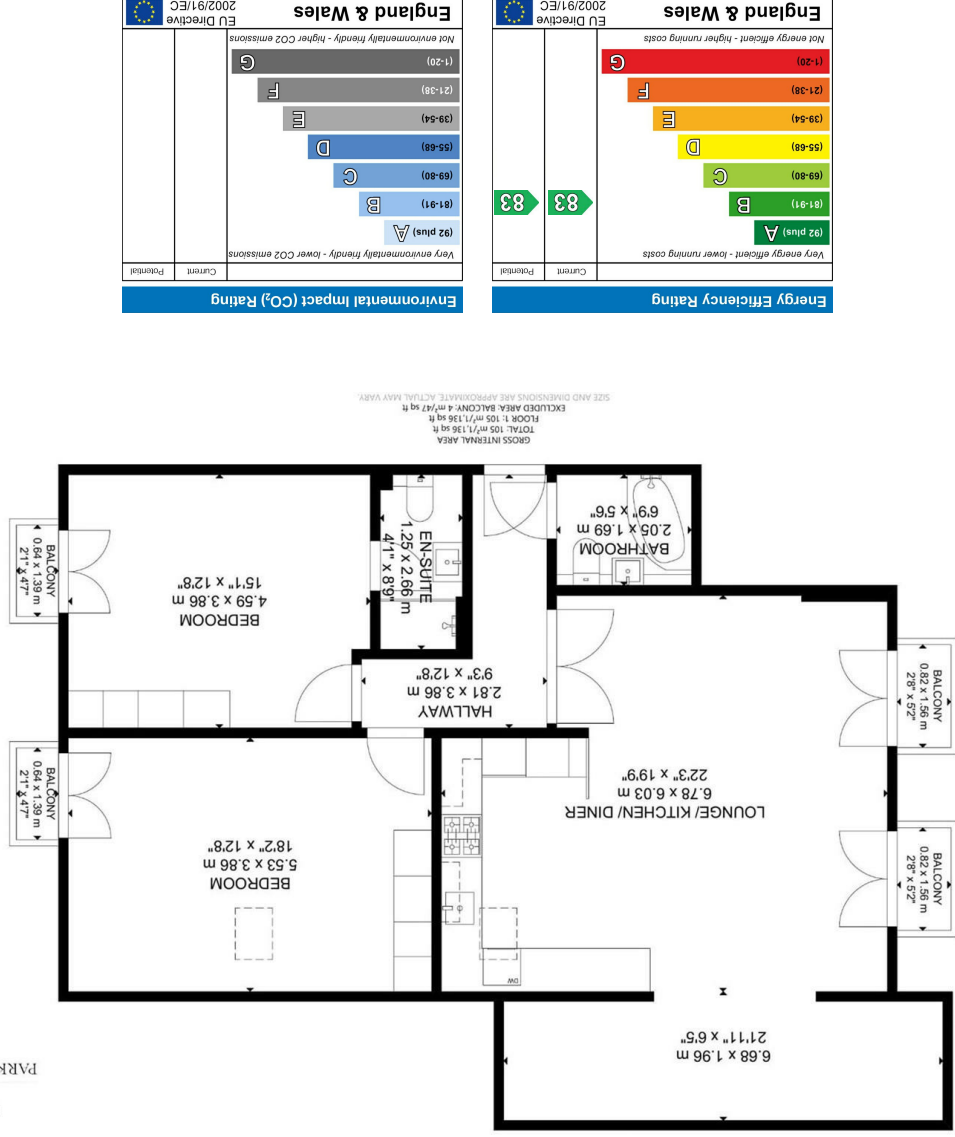 PARK
6.68 x 1.96 m
21'11" x 6'5"
DW
BALCONY
0.82 x 1.56 m
2'8" x 5'2"
LOUNGE/ KITCHEN/ DINER
6.78 x 6.03 m
22'3" x 19'9"
BEDROOM
5.53 x 3.86 m
18'2" x 12'8"
BALCONY
0.64 x 1.39 m
2'1" x 4'7"
BALCONY
0.82 x 1.56 m
2'8" x 5'2"
HALLWAY
2.81 x 3.86 m
9'3" x 12'8"
BEDROOM
4.59 x 3.86 m
15'1" x 12'8"
BALCONY
0.64 x 1.39 m
2'1" x 4'7"
BATHROOM
2.05 x 1.69 m
6'9" x 5'6"
EN-SUITE
1.25 x 2.66 m
4'1" x 8'9"
GROSS INTERNAL AREA
TOTAL: 105 m²/1,136 sq ft
FLOOR 1: 105 m²/1,136 sq ft
EXCLUDED AREA: BALCONY: 4 m²/47 sq ft
SIZE AND DIMENSIONS ARE APPROXIMATE, ACTUAL MAY VARY.
Energy Efficiency Rating
Current
Potential
Very energy efficient - lower running costs
(92 plus) A
(81-91) B
83
83
(69-80) C
(55-68) D
(39-54) E
(21-38) F
(1-20) G
Not energy efficient - higher running costs
England & Wales
EU Directive
2002/91/EC
Environmental Impact (CO₂) Rating
Current
Potential
Very environmentally friendly - lower CO2 emissions
(92 plus) A
(81-91) B
(69-80) C
(55-68) D
(39-54) E
(21-38) F
(1-20) G
Not environmentally friendly - higher CO2 emissions
England & Wales
EU Directive
2002/91/EC